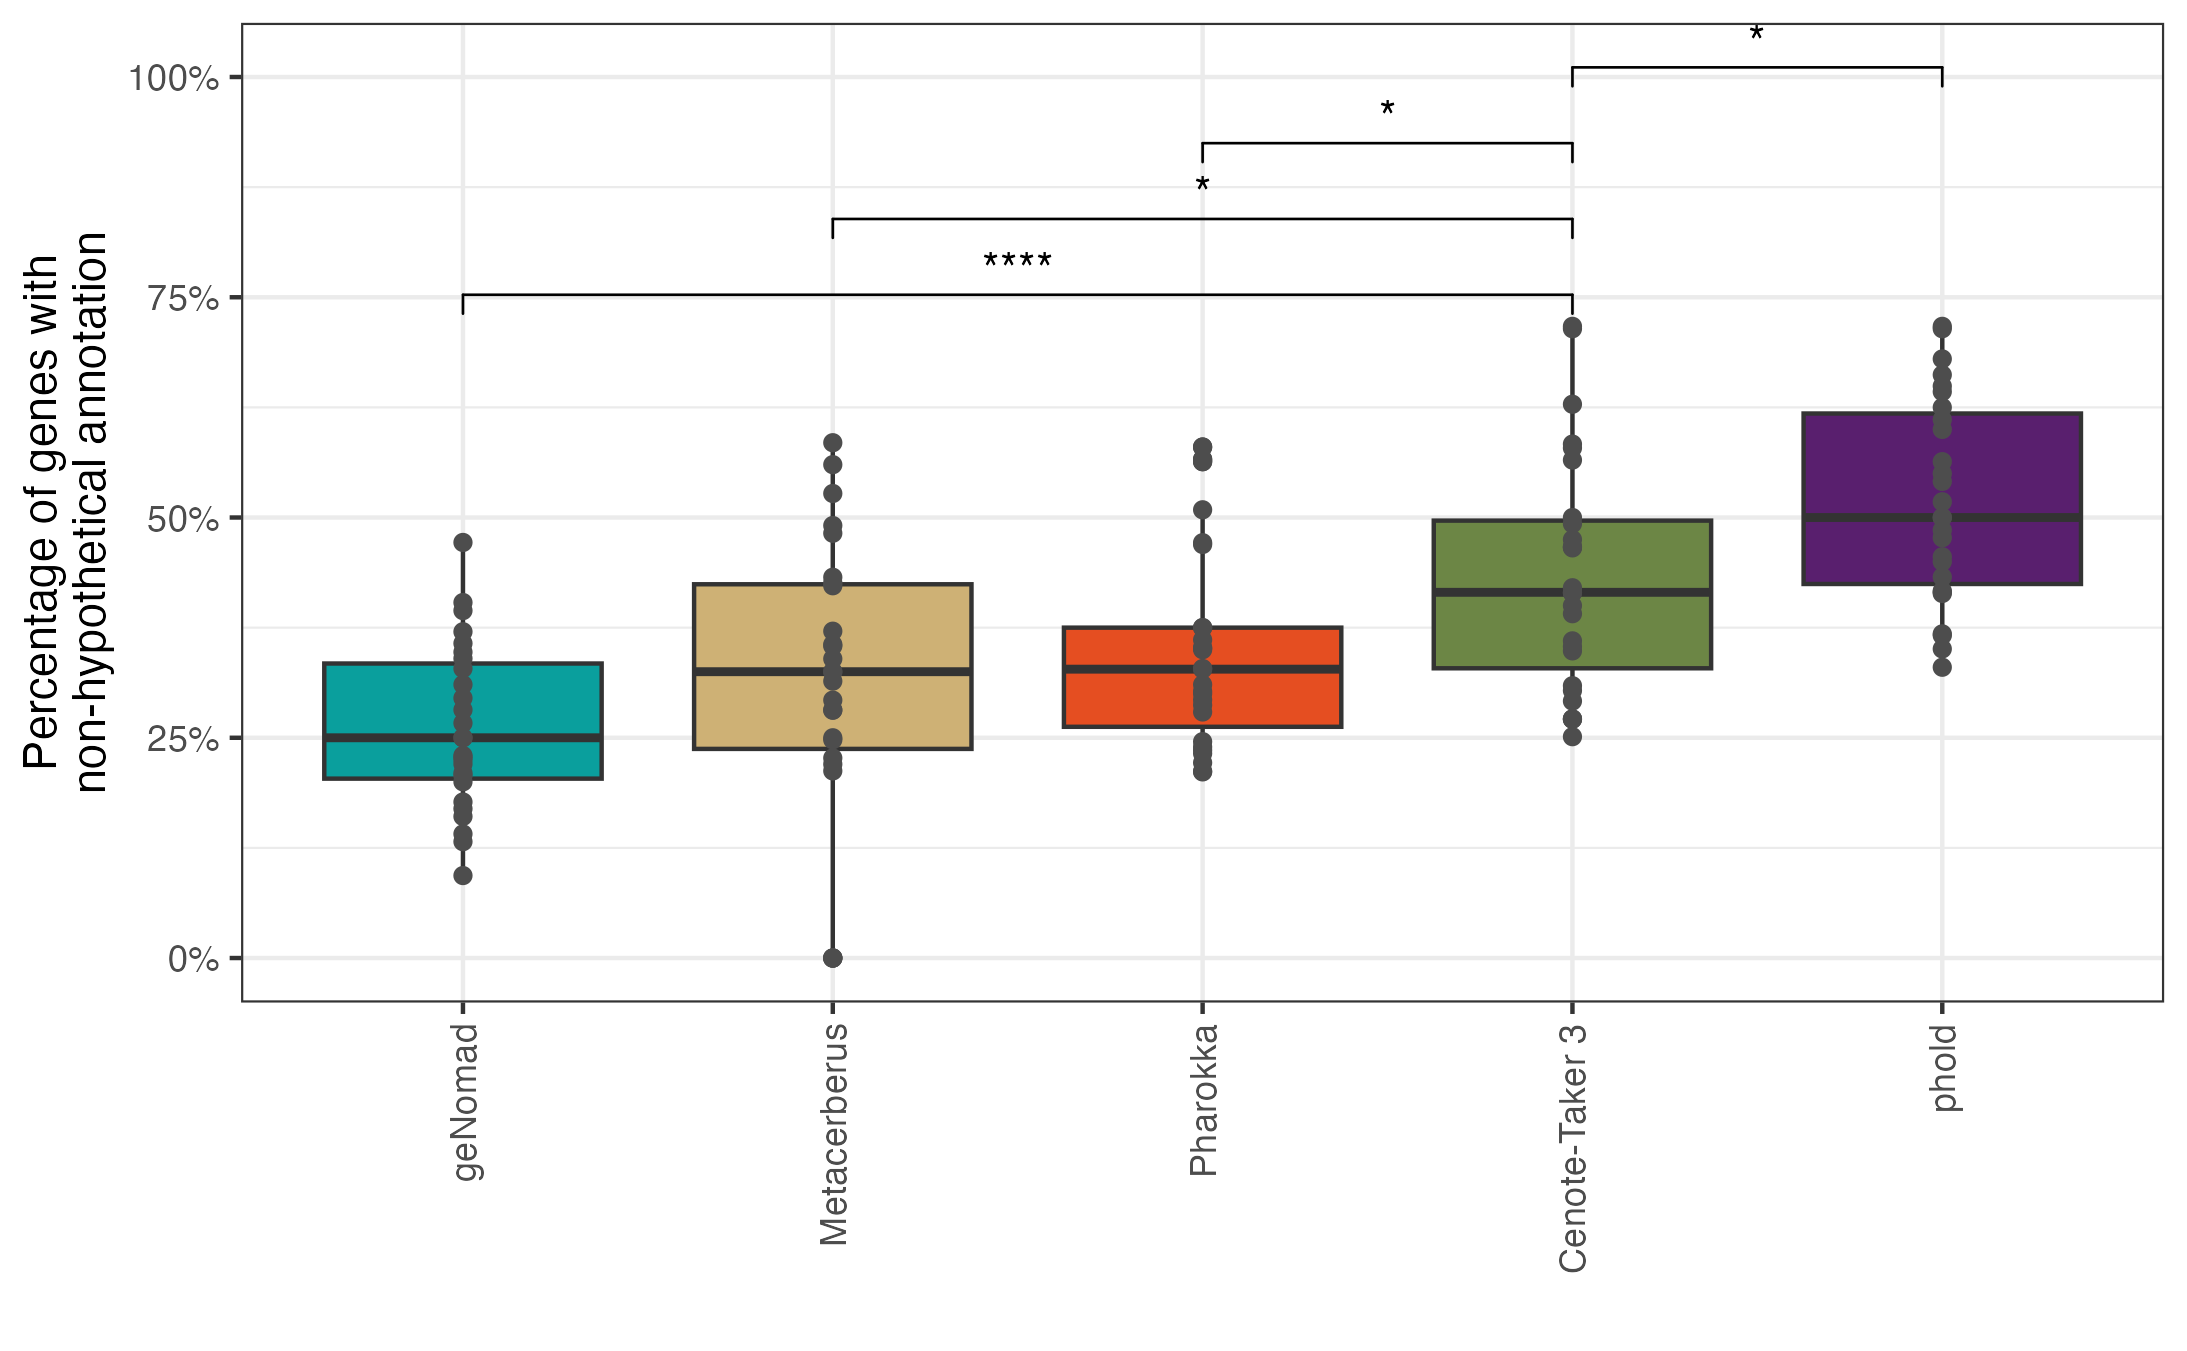 Percentage of genes with
non-hypothetical annotation
100%
75%
50%
25%
0%
*
*
*
****
geNomad
Metacerberus
Pharokka
Cenote-Taker 3
phold